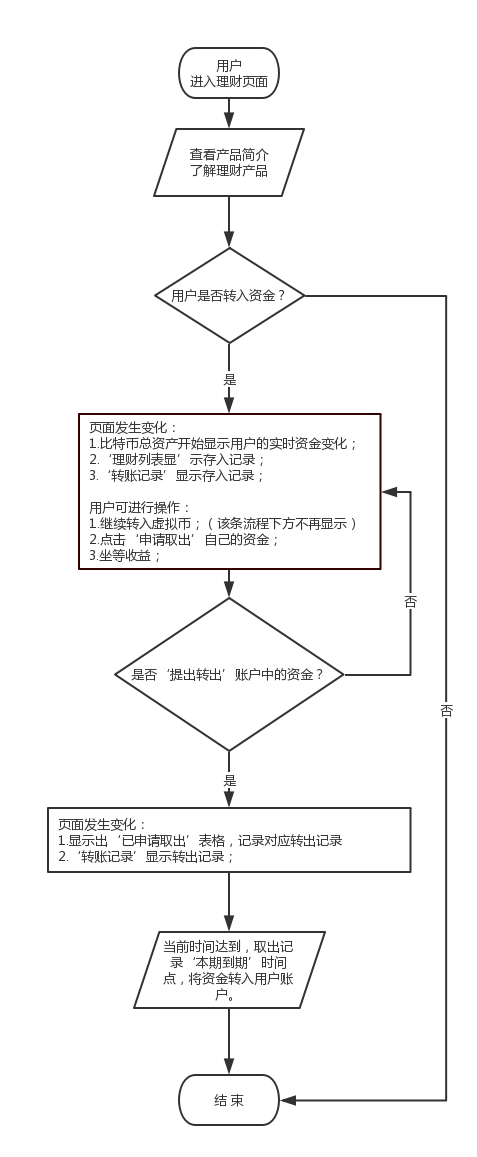 用户
进入理财页面
查看产品简介
了解理财产品
用户是否转入资金？
是
页面发生变化：
1.比特币总资产开始显示用户的实时资金变化；
2.‘理财列表显’示存入记录；
3.‘转账记录’显示存入记录；
用户可进行操作：
1.继续转入虚拟币；（该条流程下方不再显示）
2.点击‘申请取出’自己的资金；
3.坐等收益；
否
是否‘提出转出’账户中的资金？
否
是
页面发生变化：
1.显示出‘已申请取出’表格，记录对应转出记录
2.‘转账记录’显示转出记录；
当前时间达到，取出记
录‘本期到期’时间
点，将资金转入用户账
户。
结 束